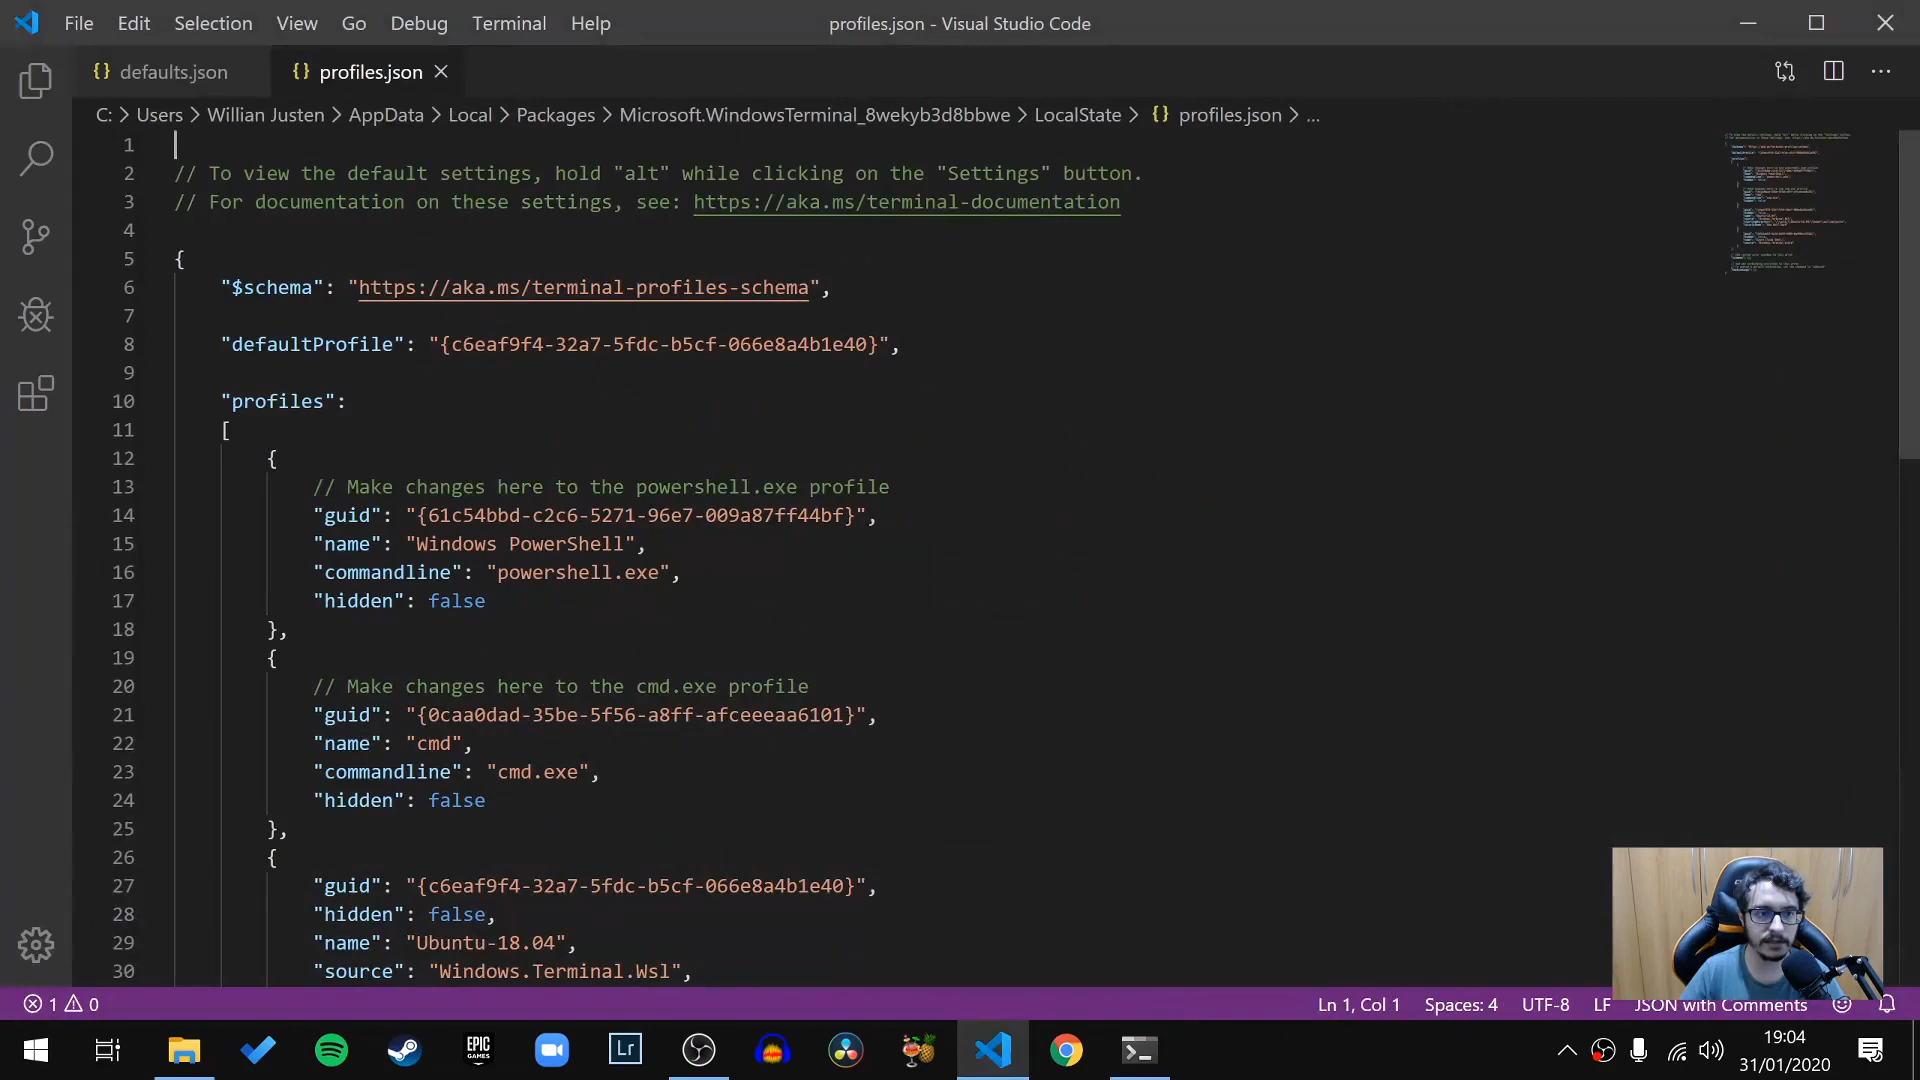 File Edit Selection View Go Debug Terminal Help profiles.json - Visual Studio Code
{} defaults.json {} profiles.json
C: > Users > Willian Justen > AppData > Local > Packages > Microsoft.WindowsTerminal_8wekyb3d8bbwe > LocalState > {} profiles.json > ...
1
2 // To view the default settings, hold "alt" while clicking on the "Settings" button.
3 // For documentation on these settings, see: https://aka.ms/terminal-documentation
4
5 {
6 "$schema": "https://aka.ms/terminal-profiles-schema",
7
8 "defaultProfile": "{c6eaf9f4-32a7-5fdc-b5cf-066e8a4b1e40}",
9
10 "profiles":
11 [
12 {
13 // Make changes here to the powershell.exe profile
14 "guid": "{61c54bbd-c2c6-5271-96e7-009a87ff44bf}",
15 "name": "Windows PowerShell",
16 "commandline": "powershell.exe",
17 "hidden": false
18 },
19 {
20 // Make changes here to the cmd.exe profile
21 "guid": "{0caa0dad-35be-5f56-a8ff-afceeeaa6101}",
22 "name": "cmd",
23 "commandline": "cmd.exe",
24 "hidden": false
25 },
26 {
27 "guid": "{c6eaf9f4-32a7-5fdc-b5cf-066e8a4b1e40}",
28 "hidden": false,
29 "name": "Ubuntu-18.04",
30 "source": "Windows.Terminal.Wsl",
1 0 Ln 1, Col 1 Spaces: 4 UTF-8 LF JSON with Comments
EPIC GAMES Lr 19:04
31/01/2020